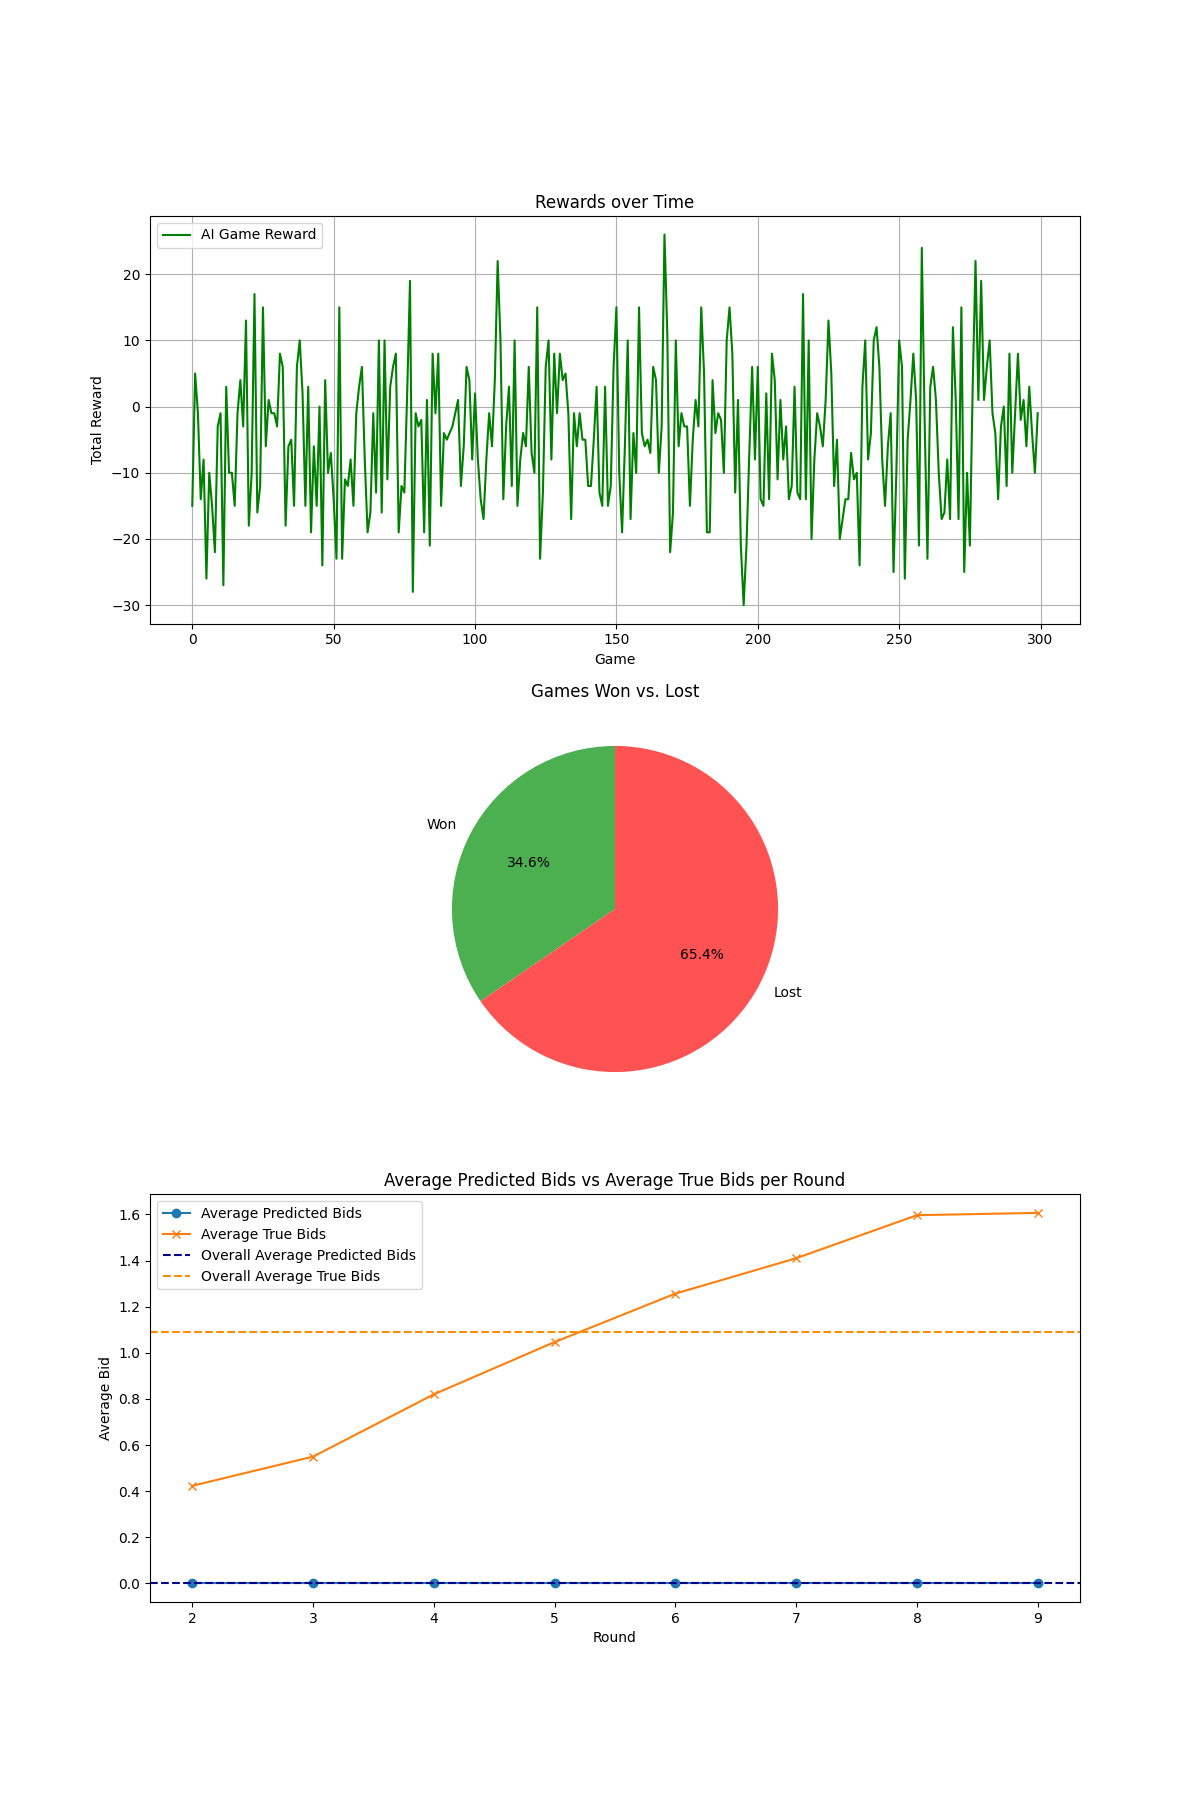 Rewards over Time
AI Game Reward
Total Reward
20
10
0
−10
−20
−30
0 50 100 150 200 250 300
Game
Games Won vs. Lost
Won
34.6%
65.4%
Lost
Average Predicted Bids vs Average True Bids per Round
Average Predicted Bids
Average True Bids
Overall Average Predicted Bids
Overall Average True Bids
Average Bid
1.6
1.4
1.2
1.0
0.8
0.6
0.4
0.2
0.0
2 3 4 5 6 7 8 9
Round